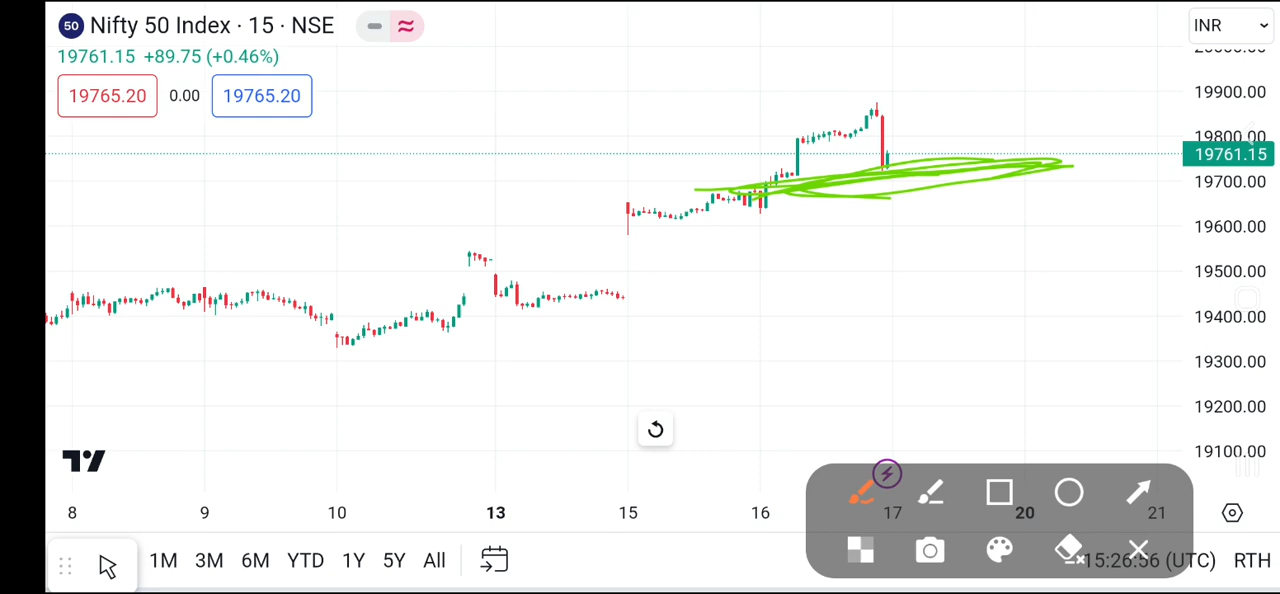 50 Nifty 50 Index · 15 · NSE
INR
19761.15 +89.75 (+0.46%)
19765.20 0.00 19765.20
19900.00
19800.00
19761.15
19700.00
19600.00
19500.00
19400.00
19300.00
19200.00
19100.00
8 9 10 13 15 16 17 20 21
1M 3M 6M YTD 1Y 5Y All 15:26:56 (UTC) RTH